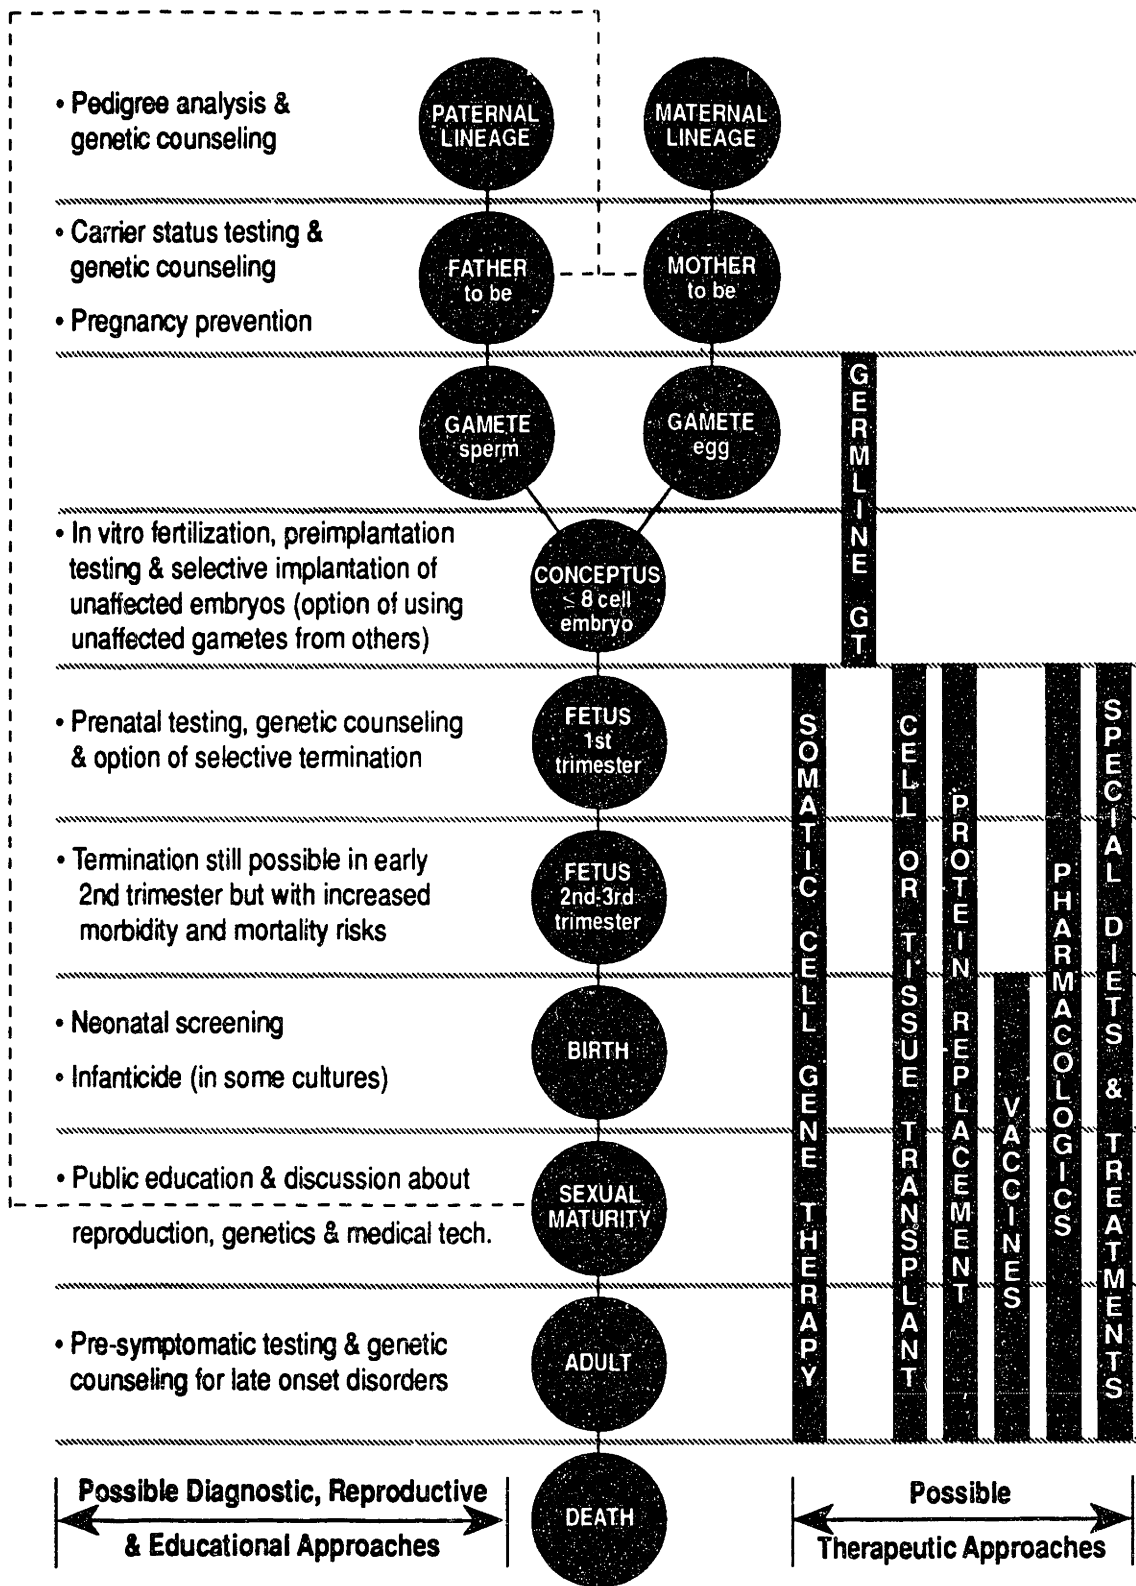 • Pedigree analysis &
genetic counseling
PATERNAL
LINEAGE
MATERNAL
LINEAGE
• Carrier status testing &
genetic counseling
• Pregnancy prevention
FATHER
to be
MOTHER
to be
GAMETE
sperm
GAMETE
egg
• In vitro fertilization, preimplantation
testing & selective implantation of
unaffected embryos (option of using
unaffected gametes from others)
CONCEPTUS
≤ 8 cell
embryo
• Prenatal testing, genetic counseling
& option of selective termination
FETUS
1st
trimester
• Termination still possible in early
2nd trimester but with increased
morbidity and mortality risks
FETUS
2nd-3rd
trimester
• Neonatal screening
• Infanticide (in some cultures)
BIRTH
• Public education & discussion about
reproduction, genetics & medical tech.
SEXUAL
MATURITY
• Pre-symptomatic testing & genetic
counseling for late onset disorders
ADULT
DEATH
GERMLINE GT
SOMATIC CELL GENE THERAPY
CELL OR TISSUE TRANSPLANT
PROTEIN REPLACEMENT
VACCINES
PHARMACOLOGICS
SPECIAL DIETS & TREATMENTS
Possible Diagnostic, Reproductive
& Educational Approaches
Possible
Therapeutic Approaches